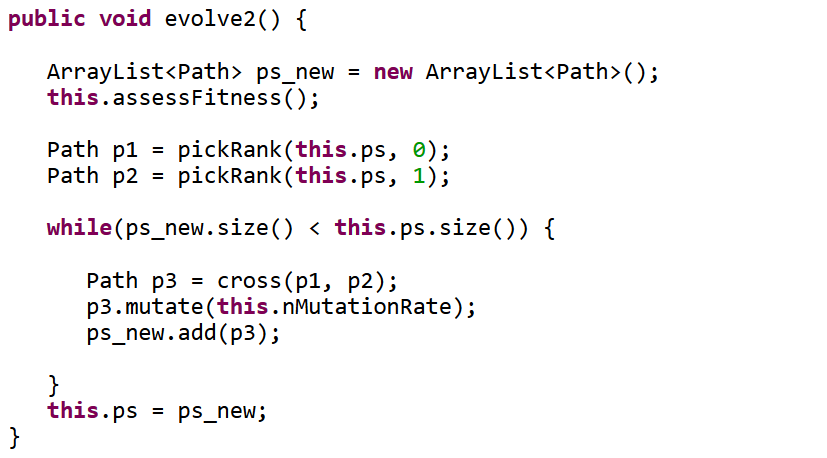 public void evolve2() {
ArrayList<Path> ps_new = new ArrayList<Path>();
this.assessFitness();
Path p1 = pickRank(this.ps, 0);
Path p2 = pickRank(this.ps, 1);
while(ps_new.size() < this.ps.size()) {
Path p3 = cross(p1, p2);
p3.mutate(this.nMutationRate);
ps_new.add(p3);
}
this.ps = ps_new;
}